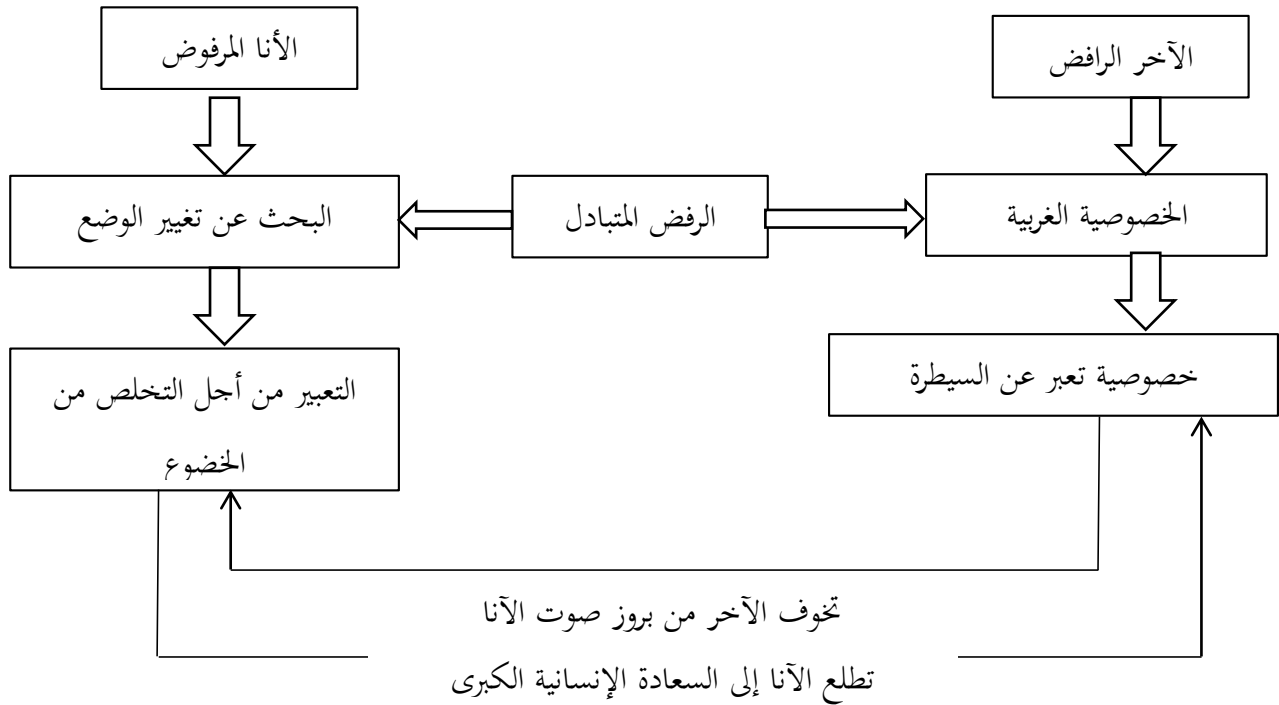 الآخر الرافض
الأنا المرفوض
الخصوصية الغربية
الرفض المتبادل
البحث عن تغيير الوضع
خصوصية تعبر عن السيطرة
التعبير من أجل التخلص من
الخضوع
تخوف الآخر من بروز صوت الآنا
تطلع الآنا إلى السعادة الإنسانية الكبرى